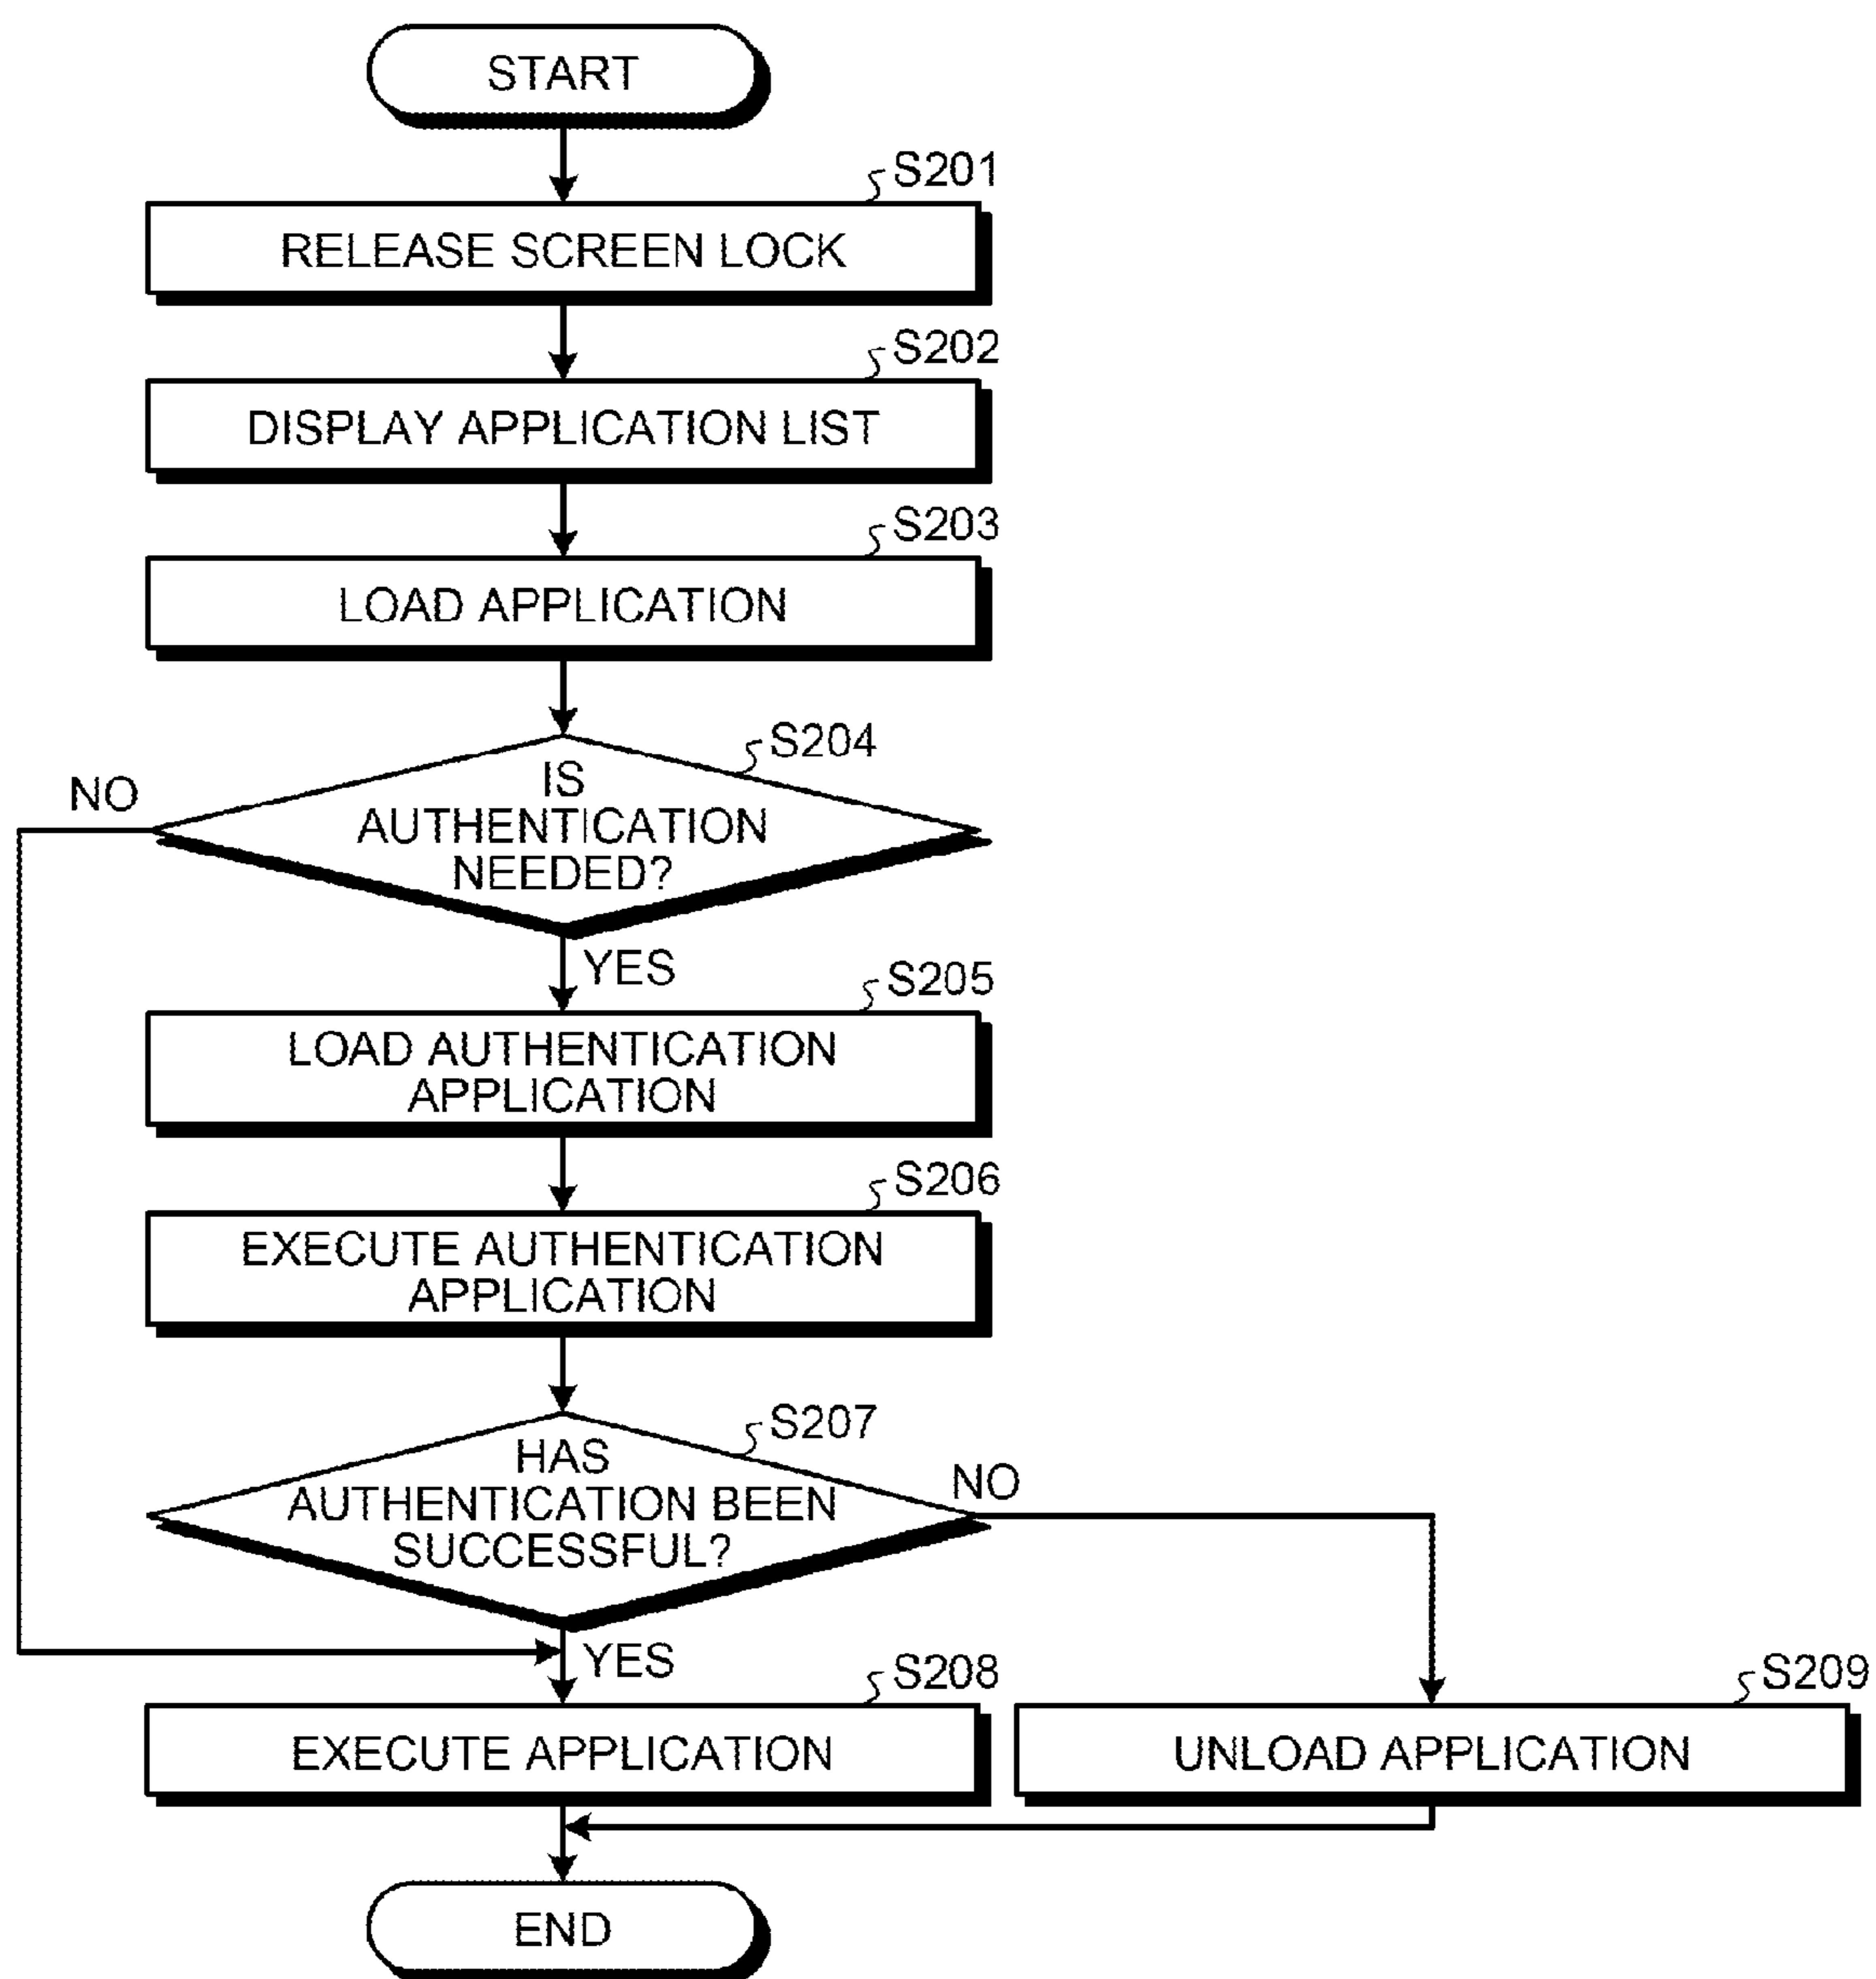 START
S201
RELEASE SCREEN LOCK
S202
DISPLAY APPLICATION LIST
S203
LOAD APPLICATION
S204
NO
IS
AUTHENTICATION
NEEDED?
YES
S205
LOAD AUTHENTICATION
APPLICATION
S206
EXECUTE AUTHENTICATION
APPLICATION
S207
HAS
AUTHENTICATION BEEN
SUCCESSFUL?
NO
YES
S208
EXECUTE APPLICATION
S209
UNLOAD APPLICATION
END